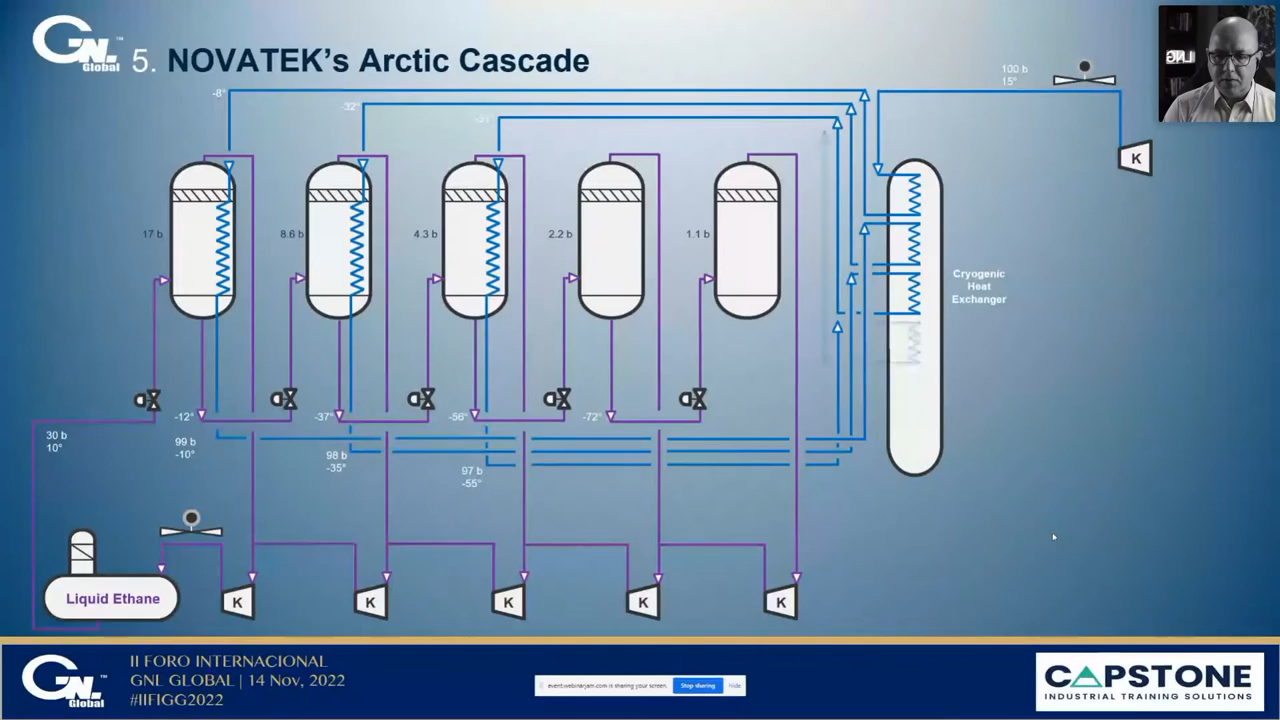 GNL™
Global
5. NOVATEK's Arctic Cascade
100 b
15°
LNG
-8°
-32°
K
17 b
8.6 b
4.3 b
2.2 b
1.1 b
Cryogenic
Heat
Exchanger
-12°
-37°
-56°
-72°
30 b
10°
99 b
-10°
98 b
-35°
97 b
-55°
Liquid Ethane
K
K
K
K
K
GNL™
Global
II FORO INTERNACIONAL
GNL GLOBAL | 14 Nov, 2022
#IIFIGG2022
event.webinarjam.com is sharing your screen.
Stop sharing
Hide
CAPSTONE
INDUSTRIAL TRAINING SOLUTIONS